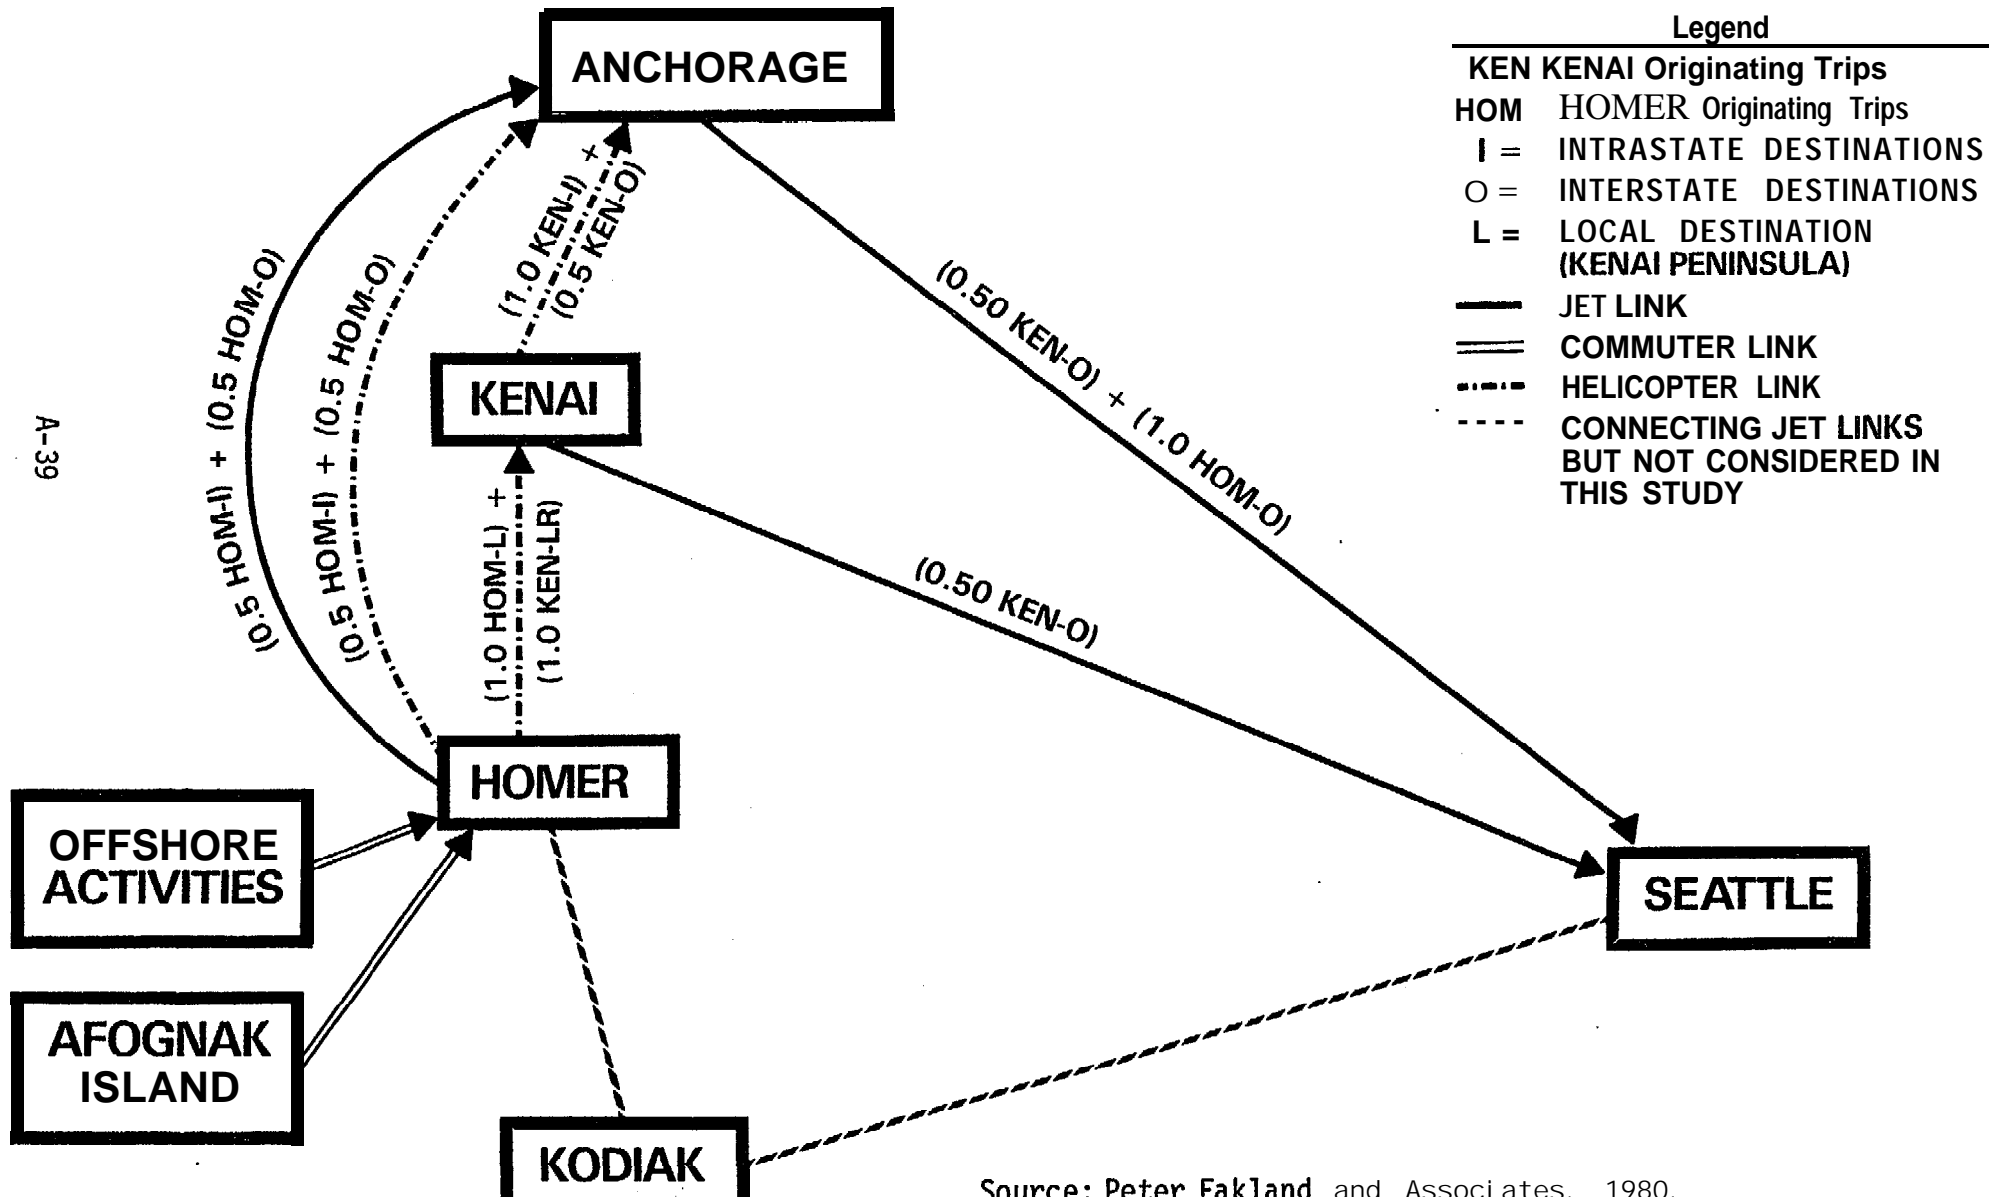 ANCHORAGE
Legend
KEN KENAI Originating Trips
HOM HOMER Originating Trips
I = INTRASTATE DESTINATIONS
O = INTERSTATE DESTINATIONS
L = LOCAL DESTINATION
(KENAI PENINSULA)
JET LINK
COMMUTER LINK
HELICOPTER LINK
CONNECTING JET LINKS
BUT NOT CONSIDERED IN
THIS STUDY
(0.5 HOM-I) + (0.5 HOM-O)
(0.5 HOM-I) + (0.5 HOM-O)
(1.0 KEN-I) +
(0.5 KEN-O)
(0.50 KEN-O) + (1.0 HOM-O)
KENAI
A-39
(1.0 HOM-L) +
(1.0 KEN-LR)
(0.50 KEN-O)
HOMER
OFFSHORE
ACTIVITIES
SEATTLE
AFOGNAK
ISLAND
KODIAK
Source: Peter Eakland and Associates, 1980.